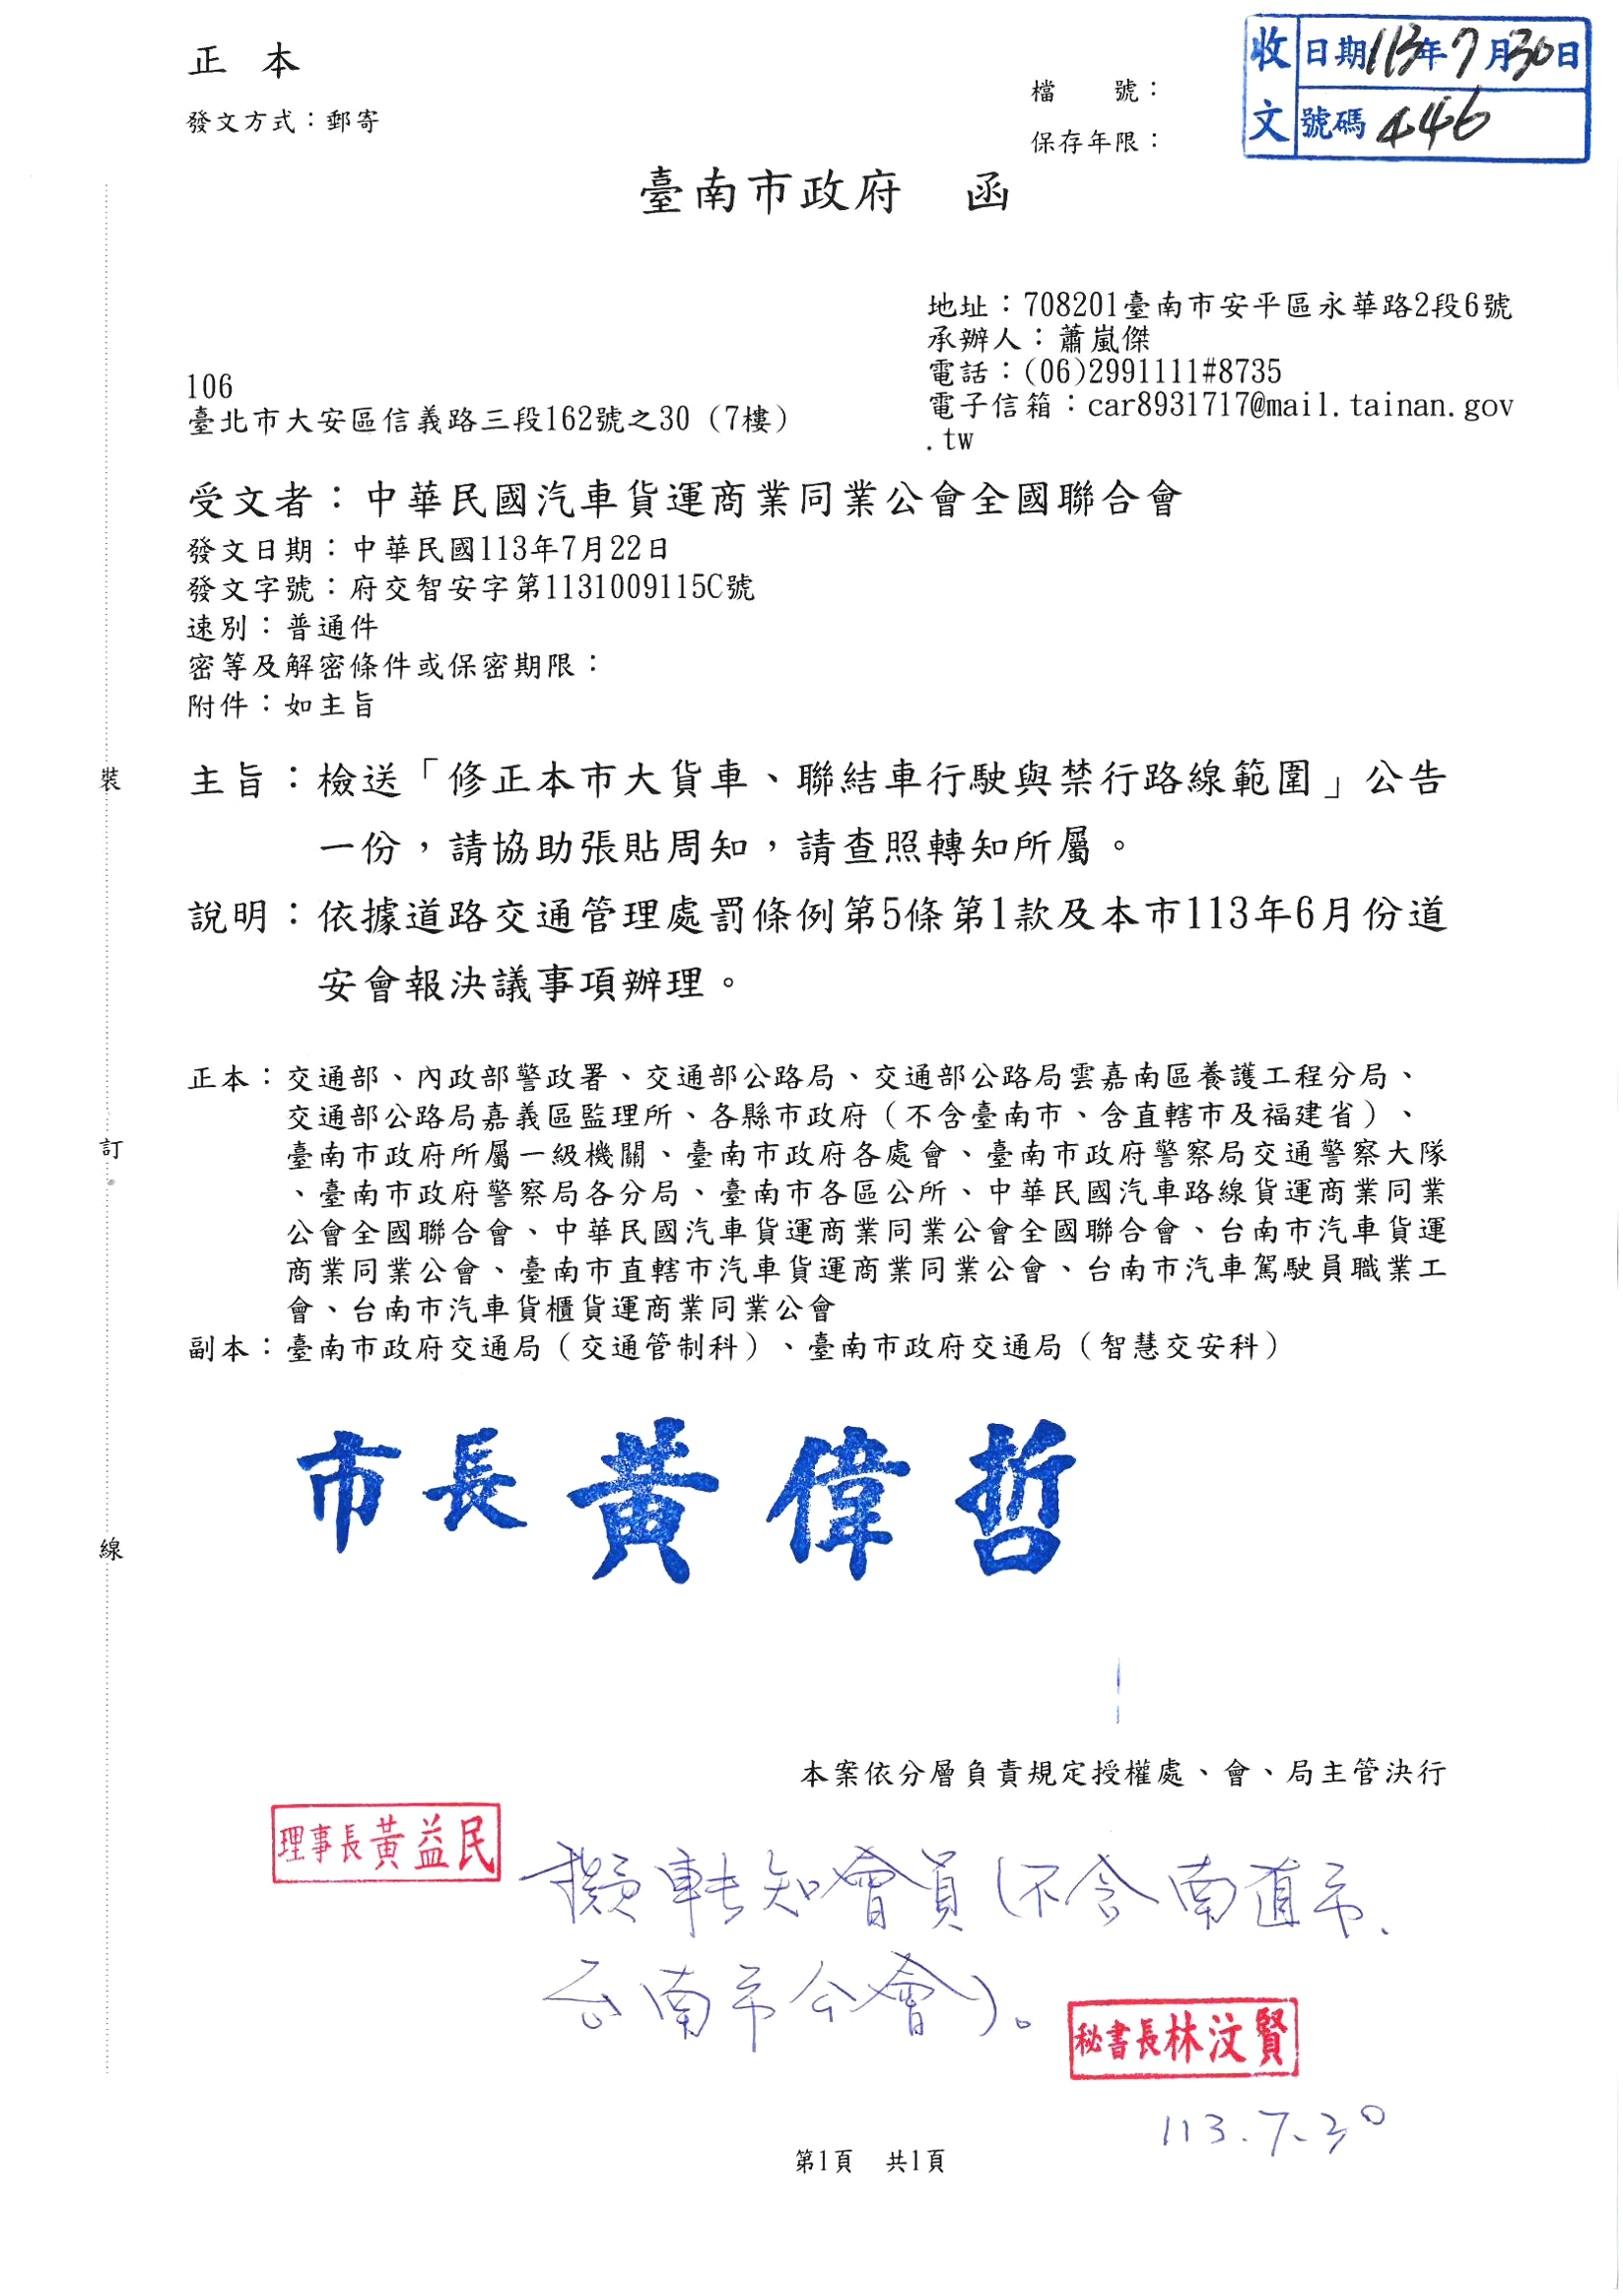 正本
發文方式：郵寄
檔　　號：
保存年限：
收文 日期113年7月30日
號碼 446
臺南市政府　函
地址：708201臺南市安平區永華路2段6號
承辦人：蕭嵐傑
電話：(06)2991111#8735
電子信箱：car8931717@mail.tainan.gov
.tw
106
臺北市大安區信義路三段162號之30（7樓）
受文者：中華民國汽車貨運商業同業公會全國聯合會
發文日期：中華民國113年7月22日
發文字號：府交智安字第1131009115C號
速別：普通件
密等及解密條件或保密期限：
附件：如主旨
主旨：檢送「修正本市大貨車、聯結車行駛與禁行路線範圍」公告
一份，請協助張貼周知，請查照轉知所屬。
說明：依據道路交通管理處罰條例第5條第1款及本市113年6月份道
安會報決議事項辦理。
正本：交通部、內政部警政署、交通部公路局、交通部公路局雲嘉南區養護工程分局、
交通部公路局嘉義區監理所、各縣市政府（不含臺南市、含直轄市及福建省）、
臺南市政府所屬一級機關、臺南市政府各處會、臺南市政府警察局交通警察大隊
、臺南市政府警察局各分局、臺南市各區公所、中華民國汽車路線貨運商業同業
公會全國聯合會、中華民國汽車貨運商業同業公會全國聯合會、台南市汽車貨運
商業同業公會、臺南市直轄市汽車貨運商業同業公會、台南市汽車駕駛員職業工
會、台南市汽車貨櫃貨運商業同業公會
副本：臺南市政府交通局（交通管制科）、臺南市政府交通局（智慧交安科）
裝
訂
線
市長黃偉哲
本案依分層負責規定授權處、會、局主管決行
理事長黃益民
擬轉知會員(不含南直市、
台南市公會)。
秘書長林汶賢
113.7.30
第1頁　共1頁